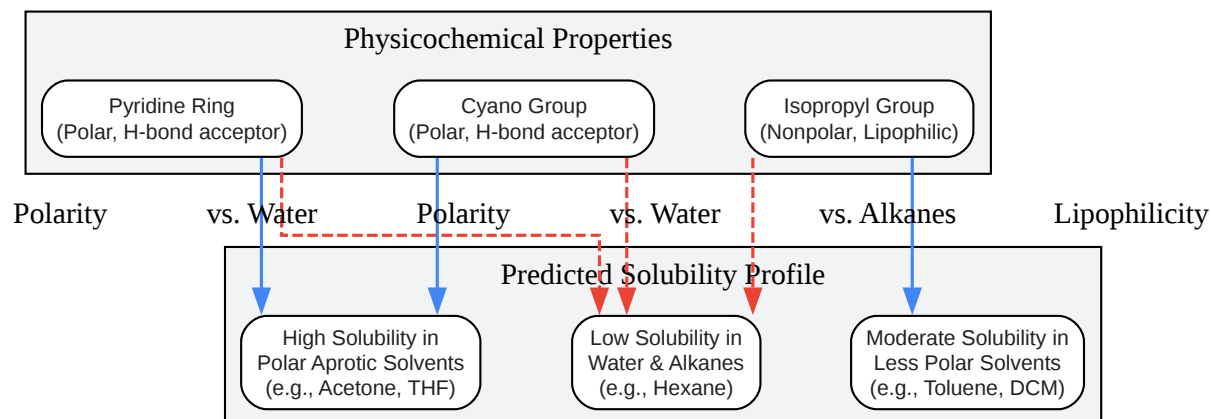 Physicochemical Properties
Pyridine Ring
(Polar, H-bond acceptor)
Cyano Group
(Polar, H-bond acceptor)
Isopropyl Group
(Nonpolar, Lipophilic)
Polarity
vs. Water
Polarity
vs. Water
vs. Alkanes
Lipophilicity
Predicted Solubility Profile
High Solubility in
Polar Aprotic Solvents
(e.g., Acetone, THF)
Low Solubility in
Water & Alkanes
(e.g., Hexane)
Moderate Solubility in
Less Polar Solvents
(e.g., Toluene, DCM)